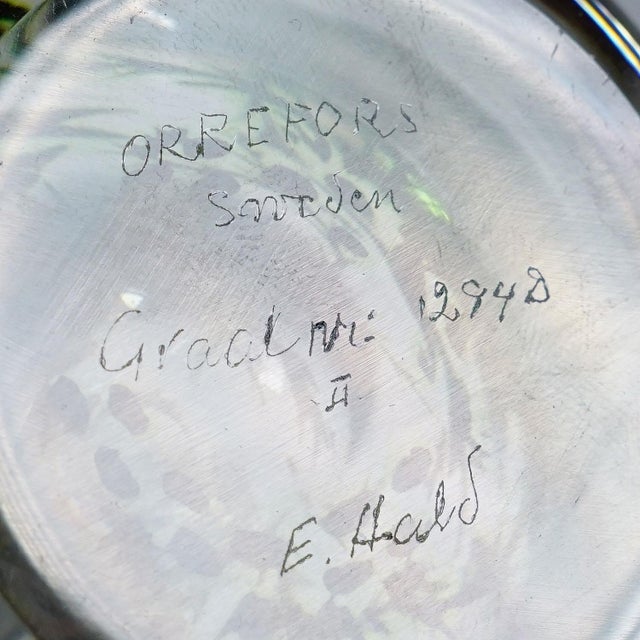 ORREFORS
Sweden
Graal Nr: 1294D
II
E. Hald